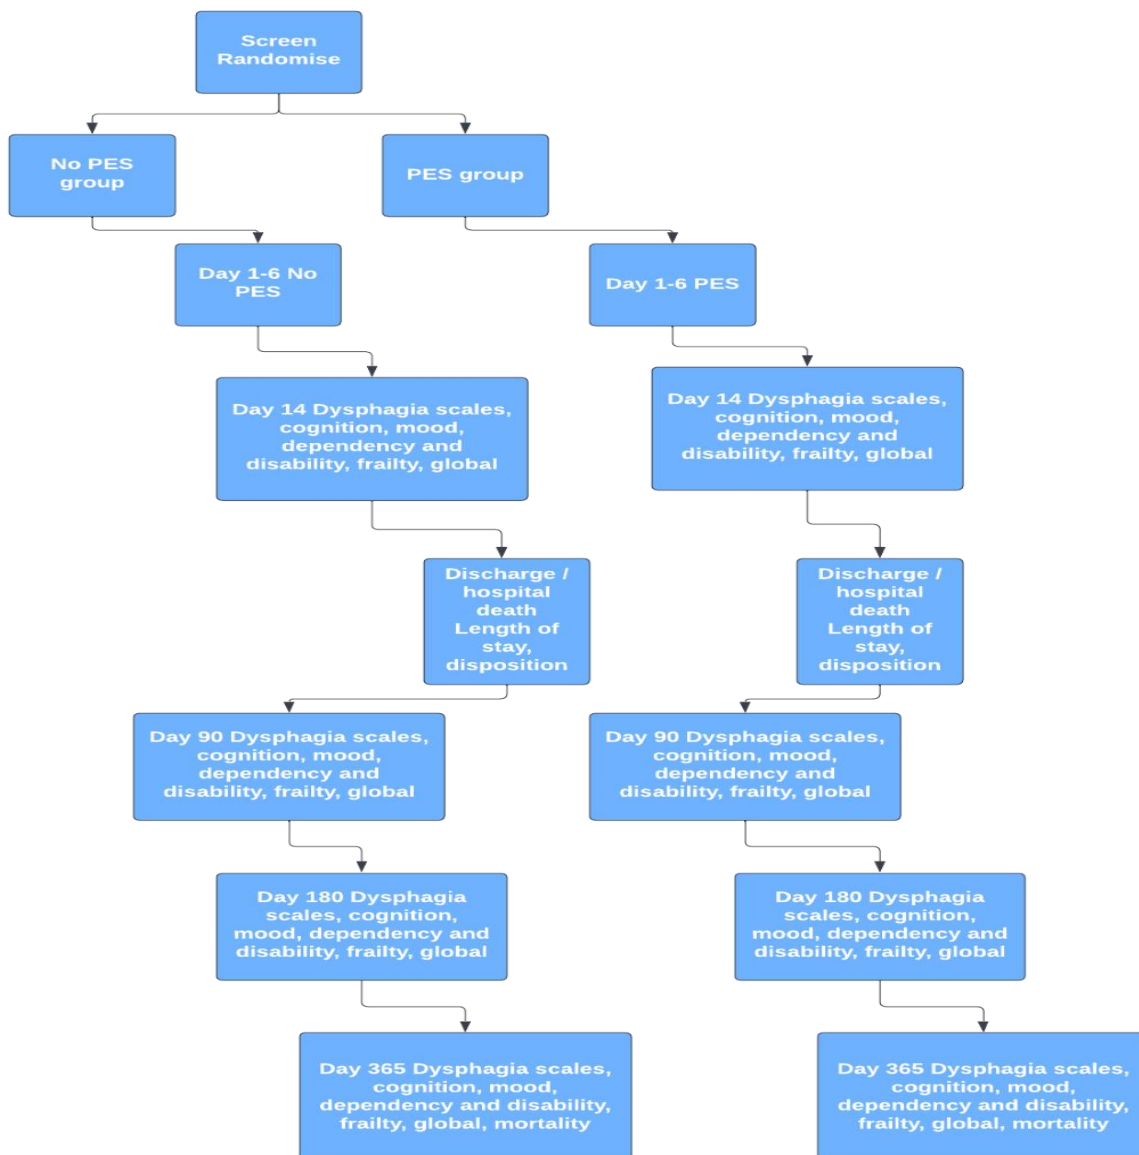 Screen
Randomise
No PES
group
PES group
Day 1-6 No
PES
Day 1-6 PES
Day 14 Dysphagia scales,
cognition, mood,
dependency and
disability, frailty, global
Day 14 Dysphagia scales,
cognition, mood,
dependency and
disability, frailty, global
Discharge /
hospital
death
Length of
stay,
disposition
Discharge /
hospital
death
Length of
stay,
disposition
Day 90 Dysphagia scales,
cognition, mood,
dependency and
disability, frailty, global
Day 90 Dysphagia scales,
cognition, mood,
dependency and
disability, frailty, global
Day 180 Dysphagia
scales, cognition,
mood, dependency and
disability, frailty, global
Day 180 Dysphagia
scales, cognition,
mood, dependency and
disability, frailty, global
Day 365 Dysphagia scales,
cognition, mood,
dependency and disability,
frailty, global, mortality
Day 365 Dysphagia scales,
cognition, mood,
dependency and disability,
frailty, global, mortality